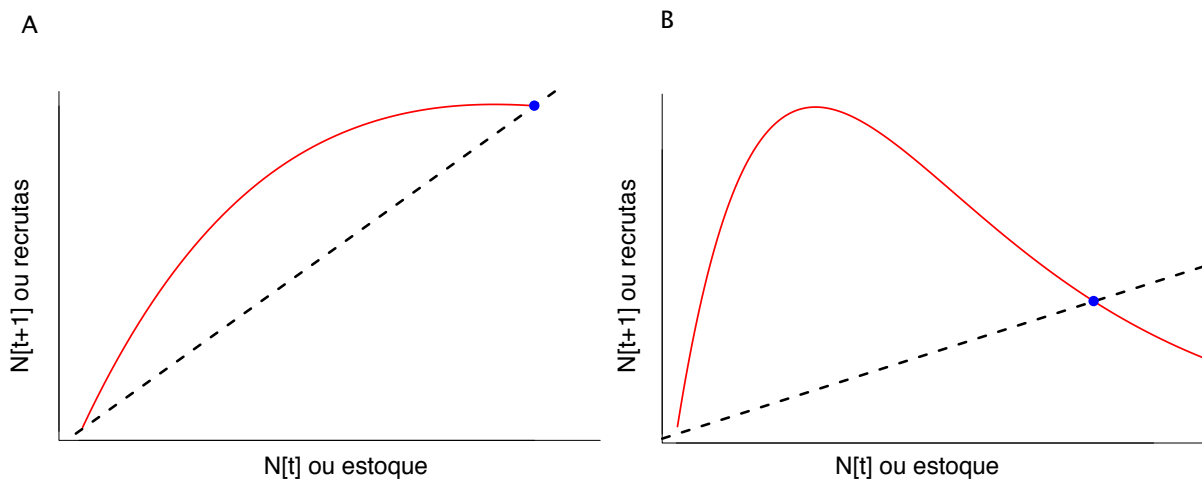 A
N[t+1] ou recrutas
N[t] ou estoque
B
N[t+1] ou recrutas
N[t] ou estoque